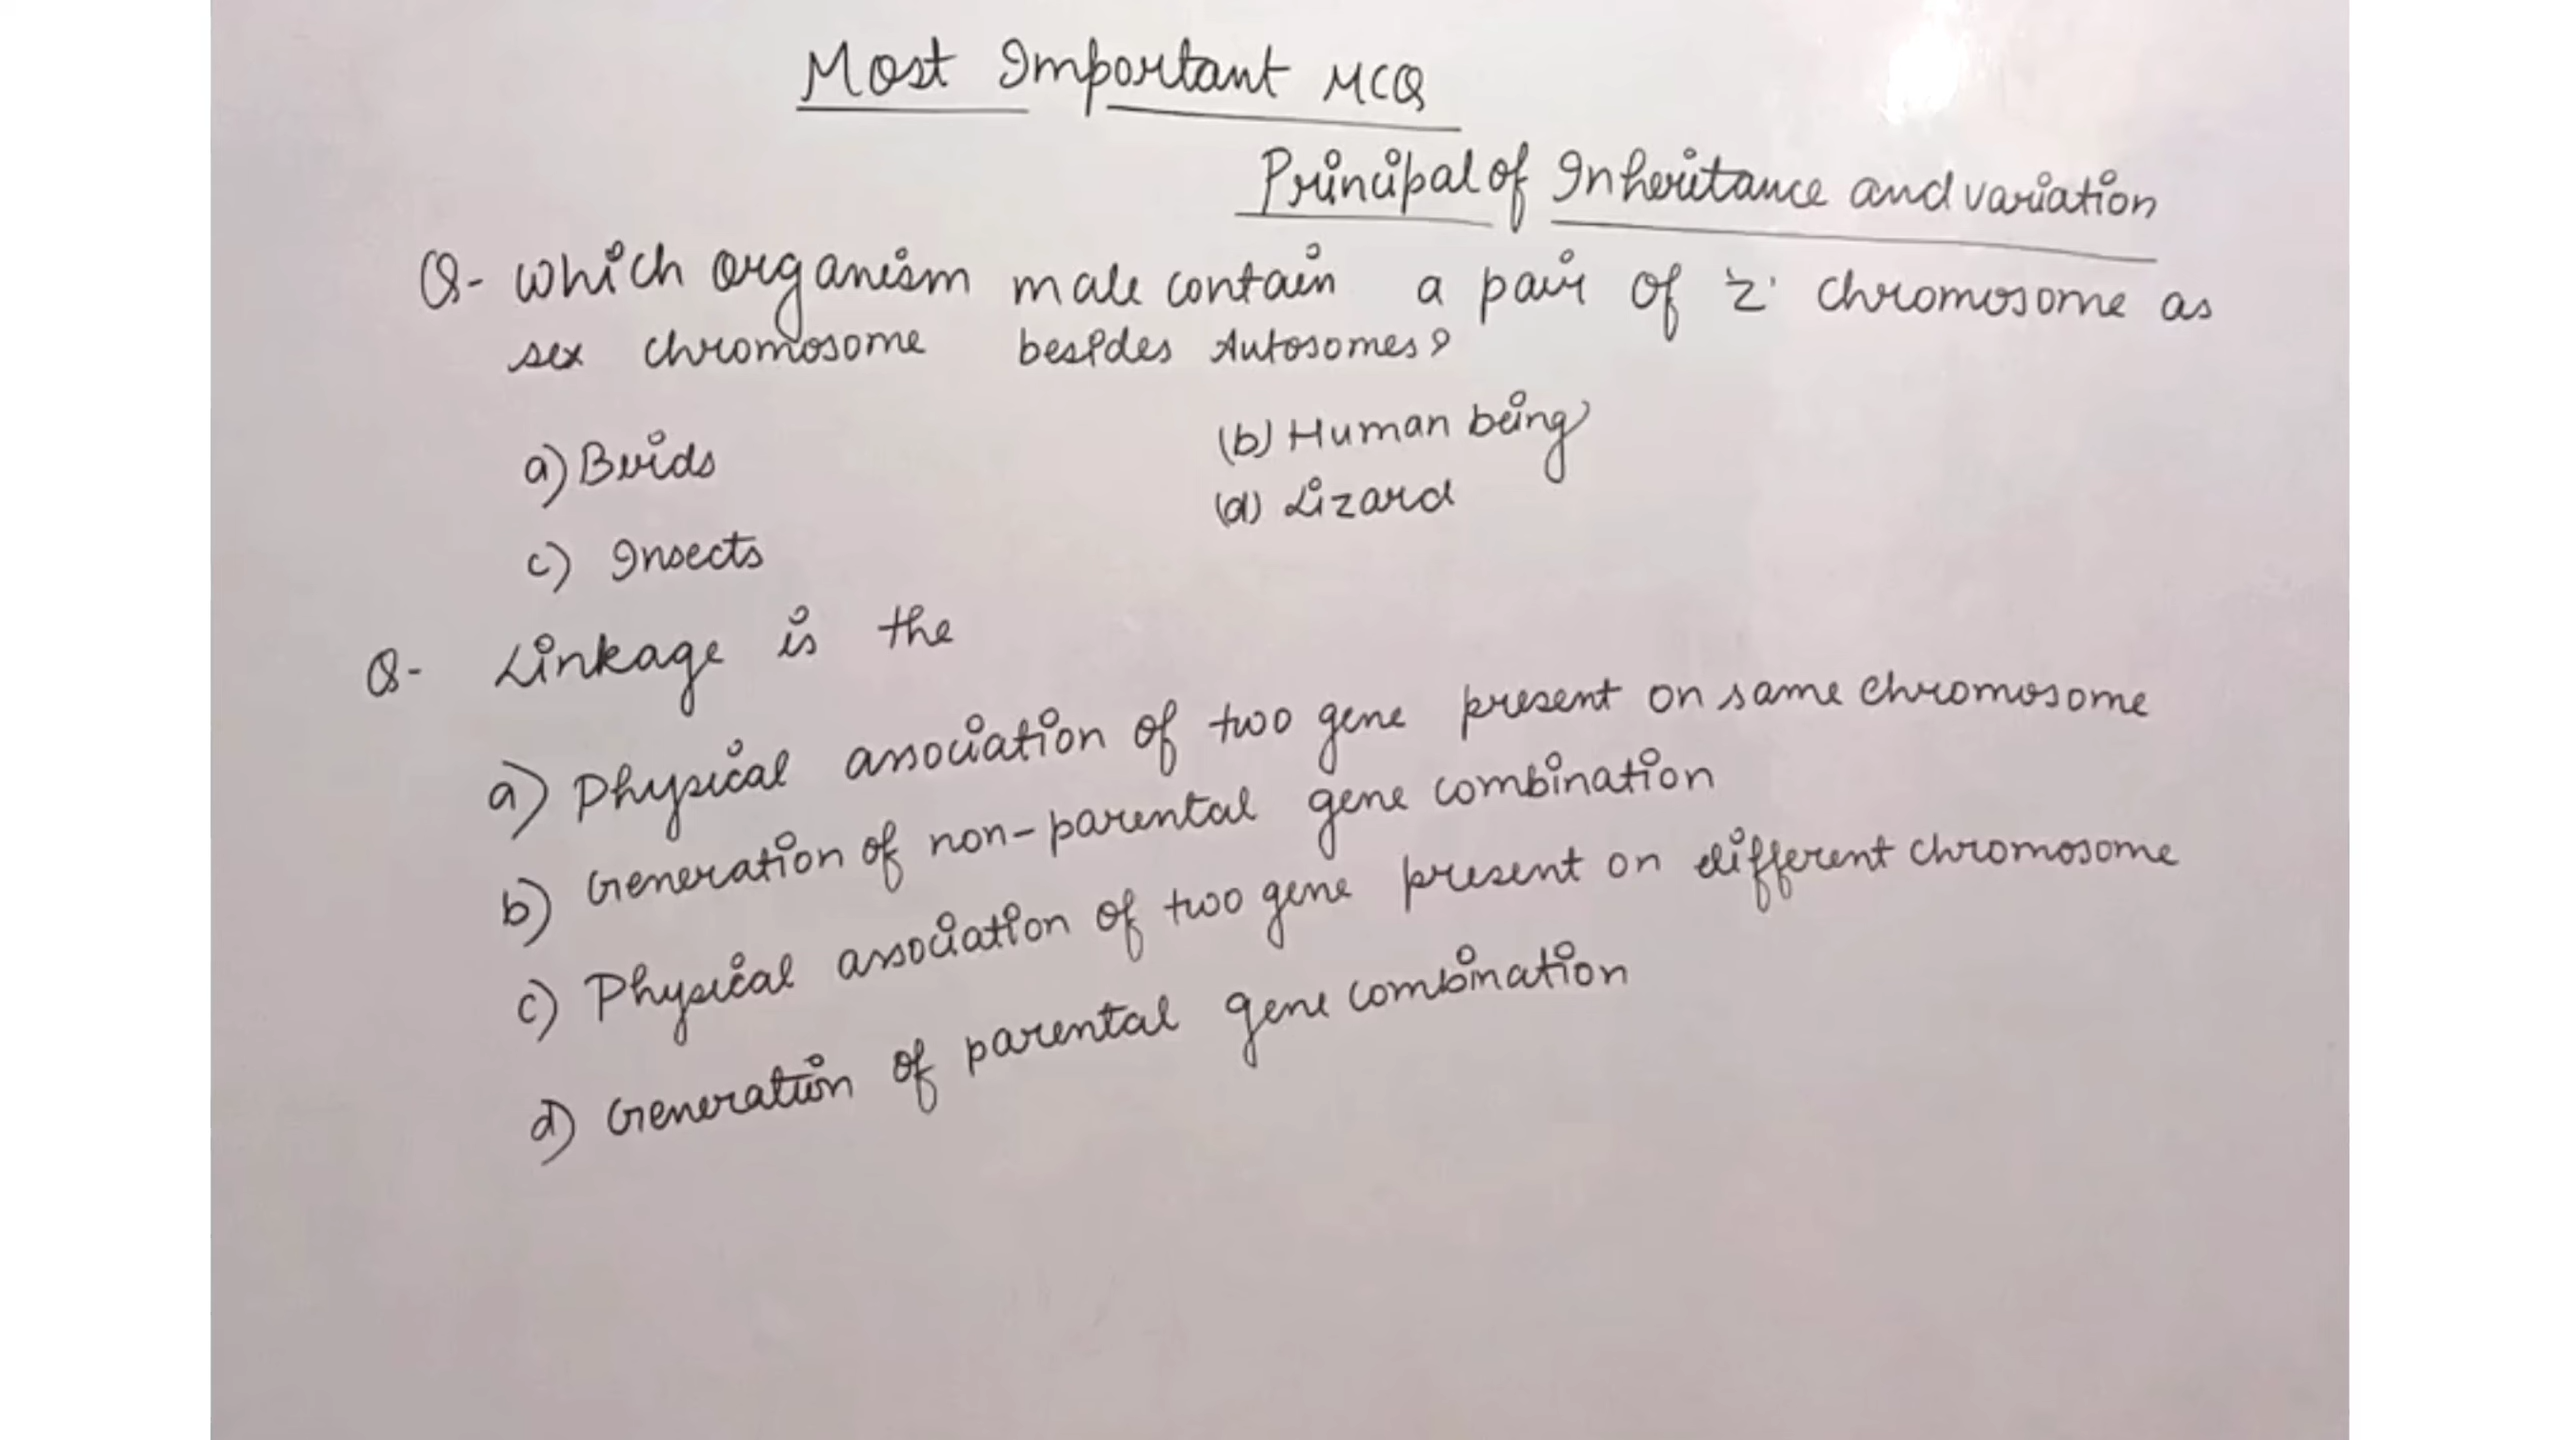 Most Important MCQ
Principal of Inheritance and variation
Q- which organism male contain a pair of 'z' chromosome as
sex chromosome besides Autosomes?
a) Birds
(b) Human being
c) Insects
(d) Lizard
Q- Linkage is the
a) Physical association of two gene present on same chromosome
b) Generation of non-parental gene combination
c) Physical association of two gene present on different chromosome
d) Generation of parental gene combination